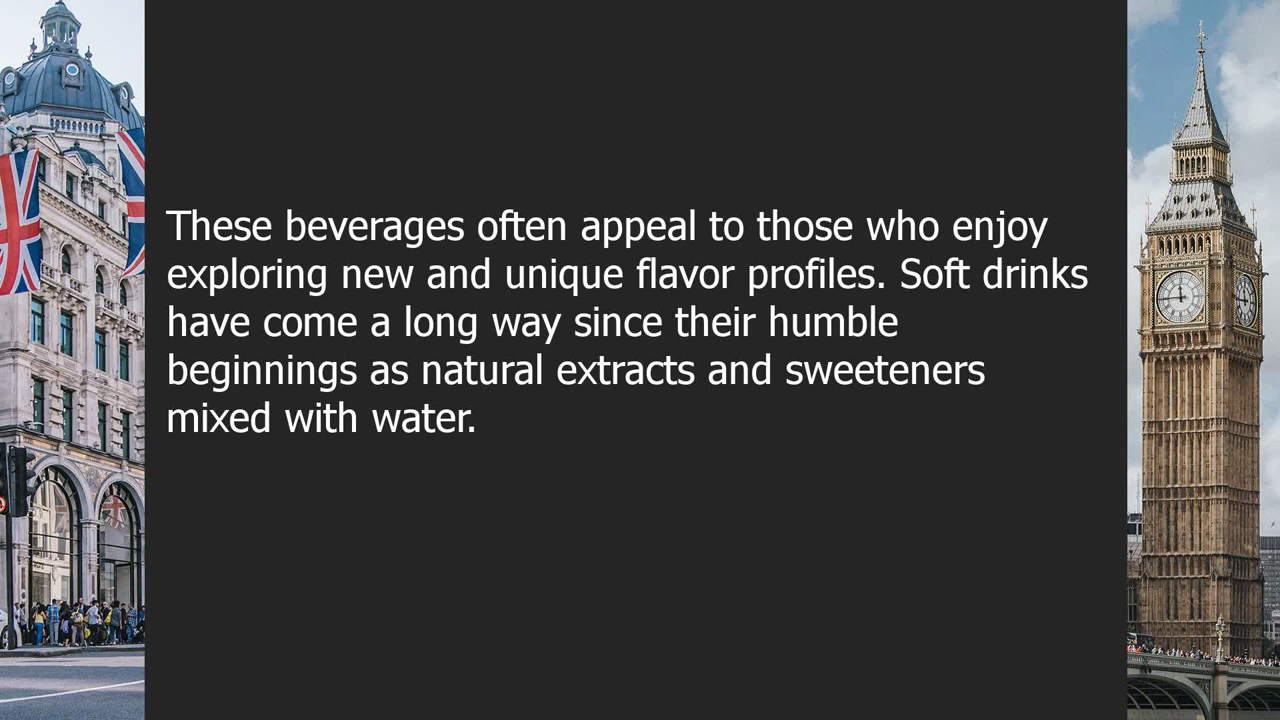 These beverages often appeal to those who enjoy
exploring new and unique flavor profiles. Soft drinks
have come a long way since their humble
beginnings as natural extracts and sweeteners
mixed with water.